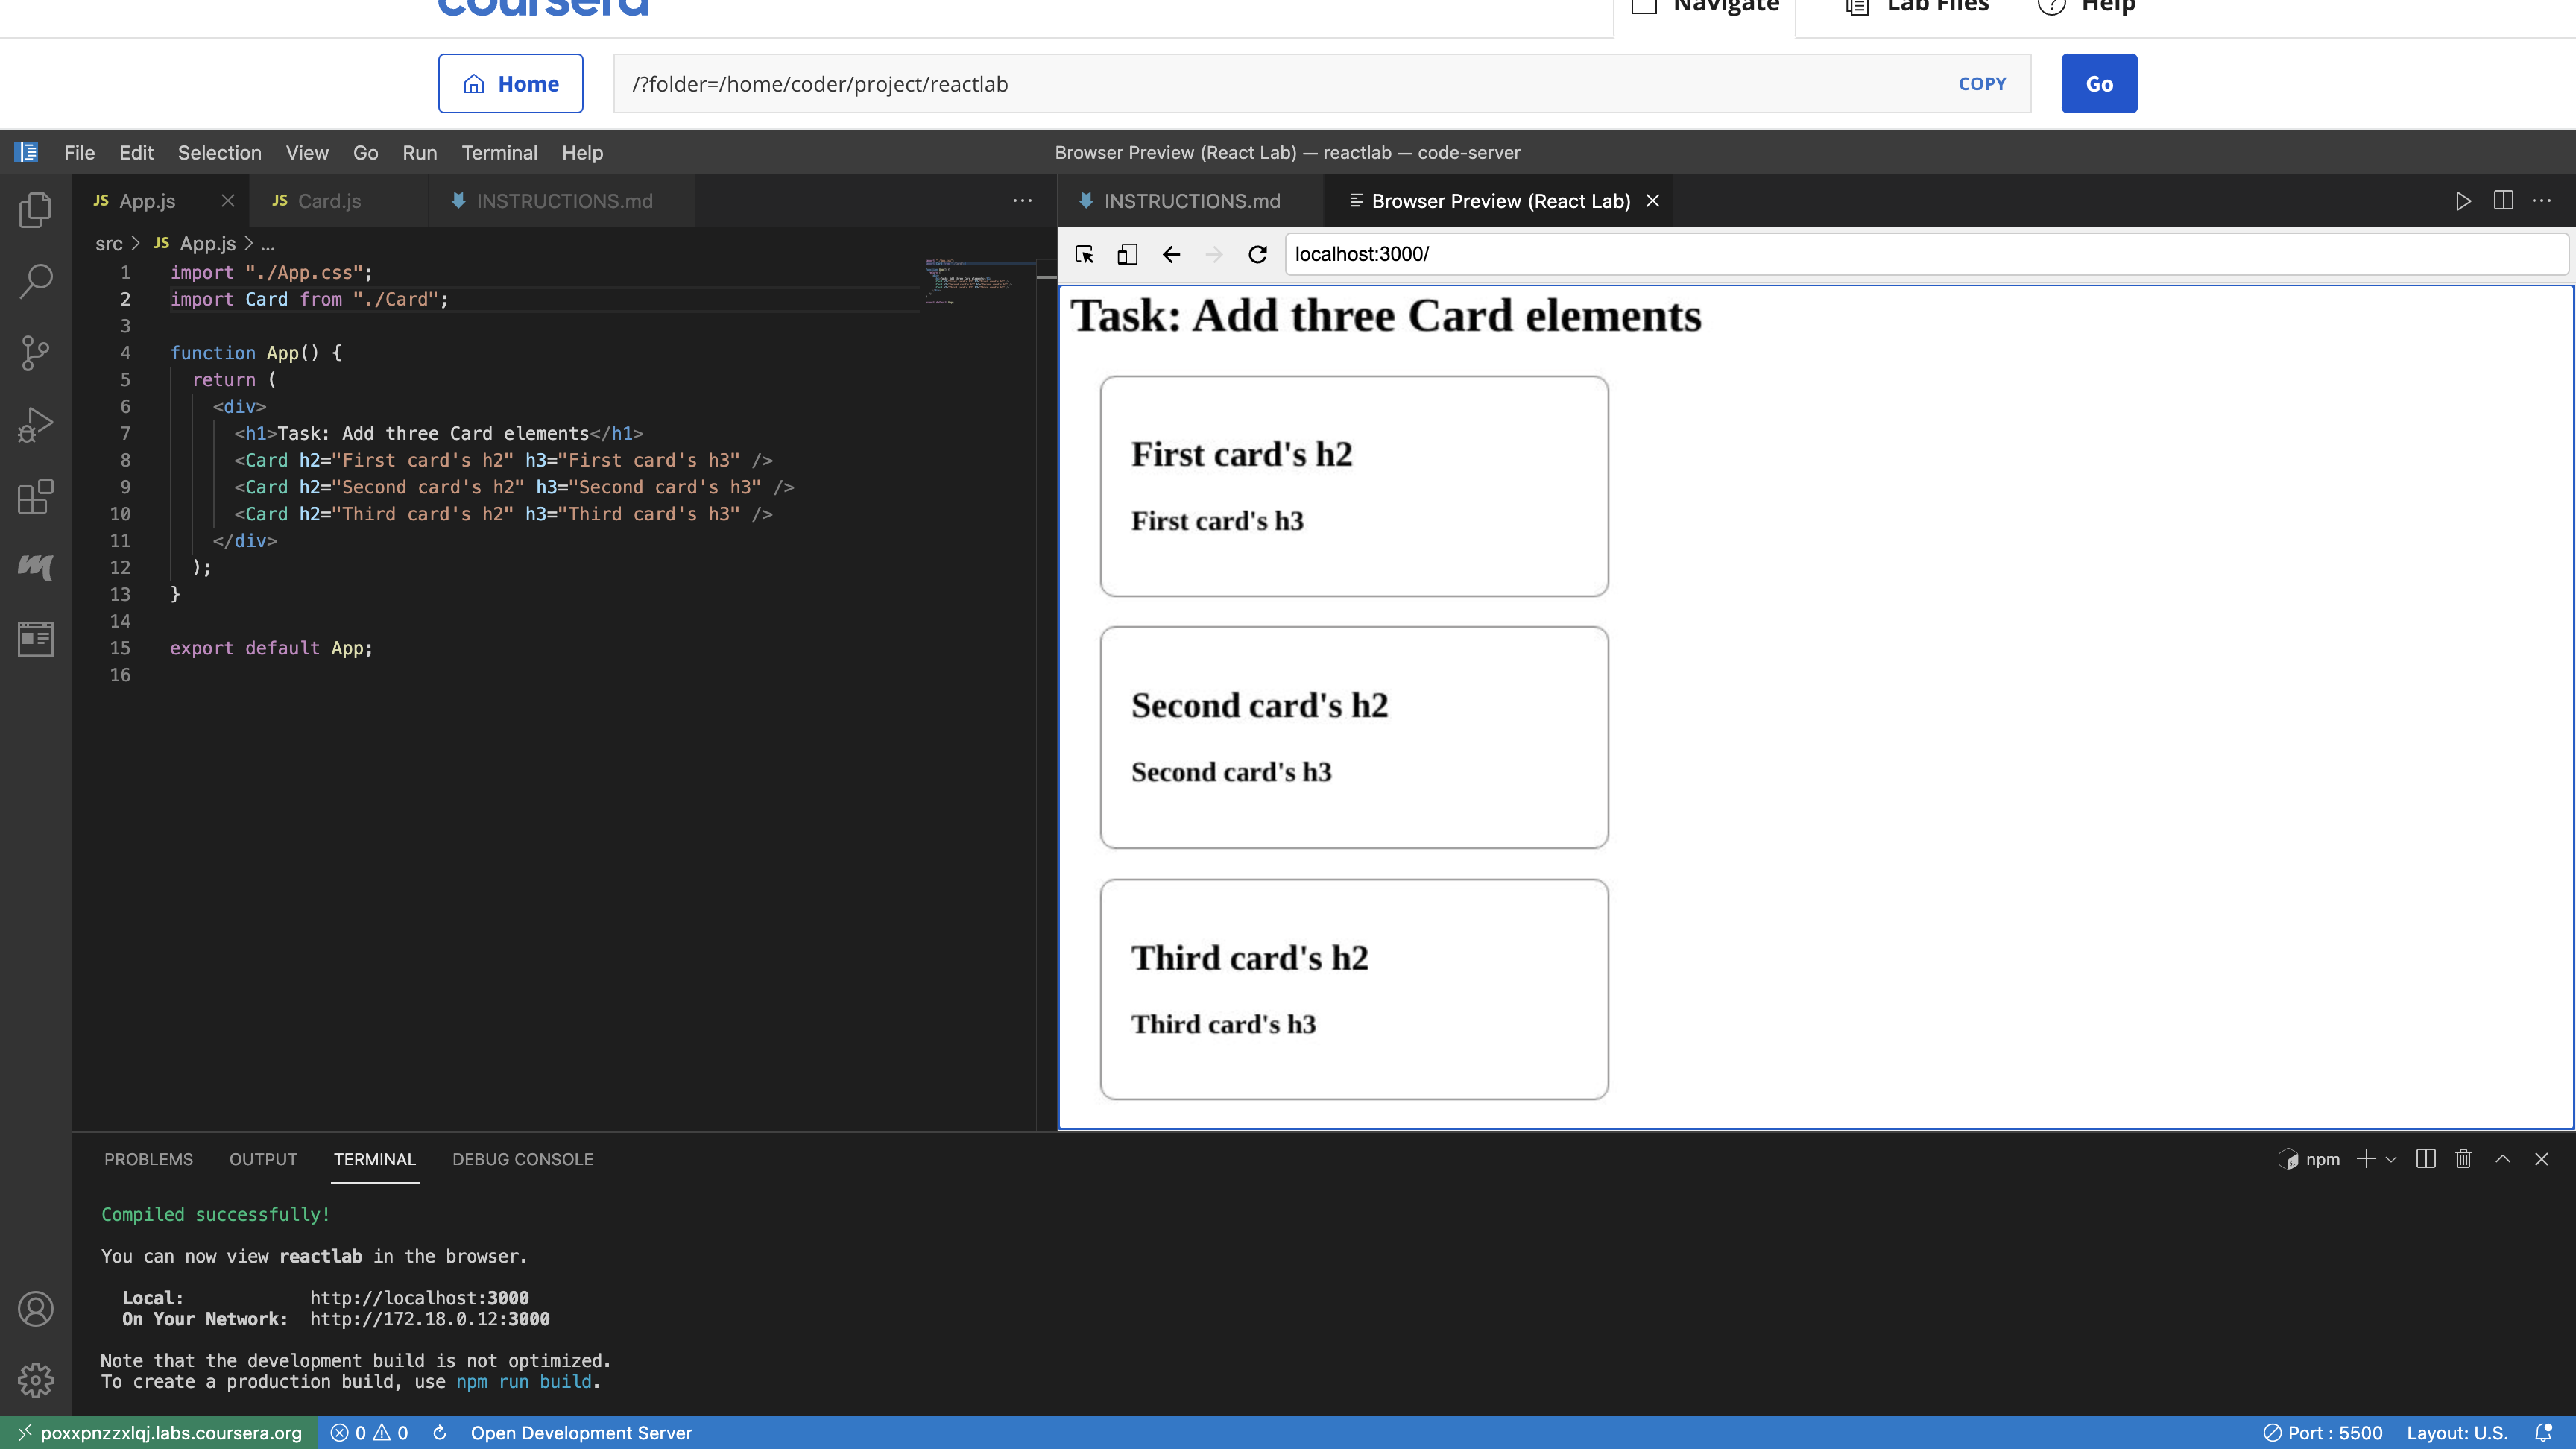 coursera
Navigate
Lab Files
Help
Home
/?folder=/home/coder/project/reactlab
COPY
Go
File Edit Selection View Go Run Terminal Help
Browser Preview (React Lab) — reactlab — code-server
JS App.js
JS Card.js
INSTRUCTIONS.md
src > JS App.js > ...
1 import "./App.css";
2 import Card from "./Card";
3
4 function App() {
5 return (
6 <div>
7 <h1>Task: Add three Card elements</h1>
8 <Card h2="First card's h2" h3="First card's h3" />
9 <Card h2="Second card's h2" h3="Second card's h3" />
10 <Card h2="Third card's h2" h3="Third card's h3" />
11 </div>
12 );
13 }
14
15 export default App;
16
INSTRUCTIONS.md
Browser Preview (React Lab)
localhost:3000/
Task: Add three Card elements
First card's h2
First card's h3
Second card's h2
Second card's h3
Third card's h2
Third card's h3
PROBLEMS OUTPUT TERMINAL DEBUG CONSOLE
npm
Compiled successfully!
You can now view reactlab in the browser.
Local: http://localhost:3000
On Your Network: http://172.18.0.12:3000
Note that the development build is not optimized.
To create a production build, use npm run build.
poxxpnzzxlqj.labs.coursera.org
0 0
Open Development Server
Port : 5500
Layout: U.S.